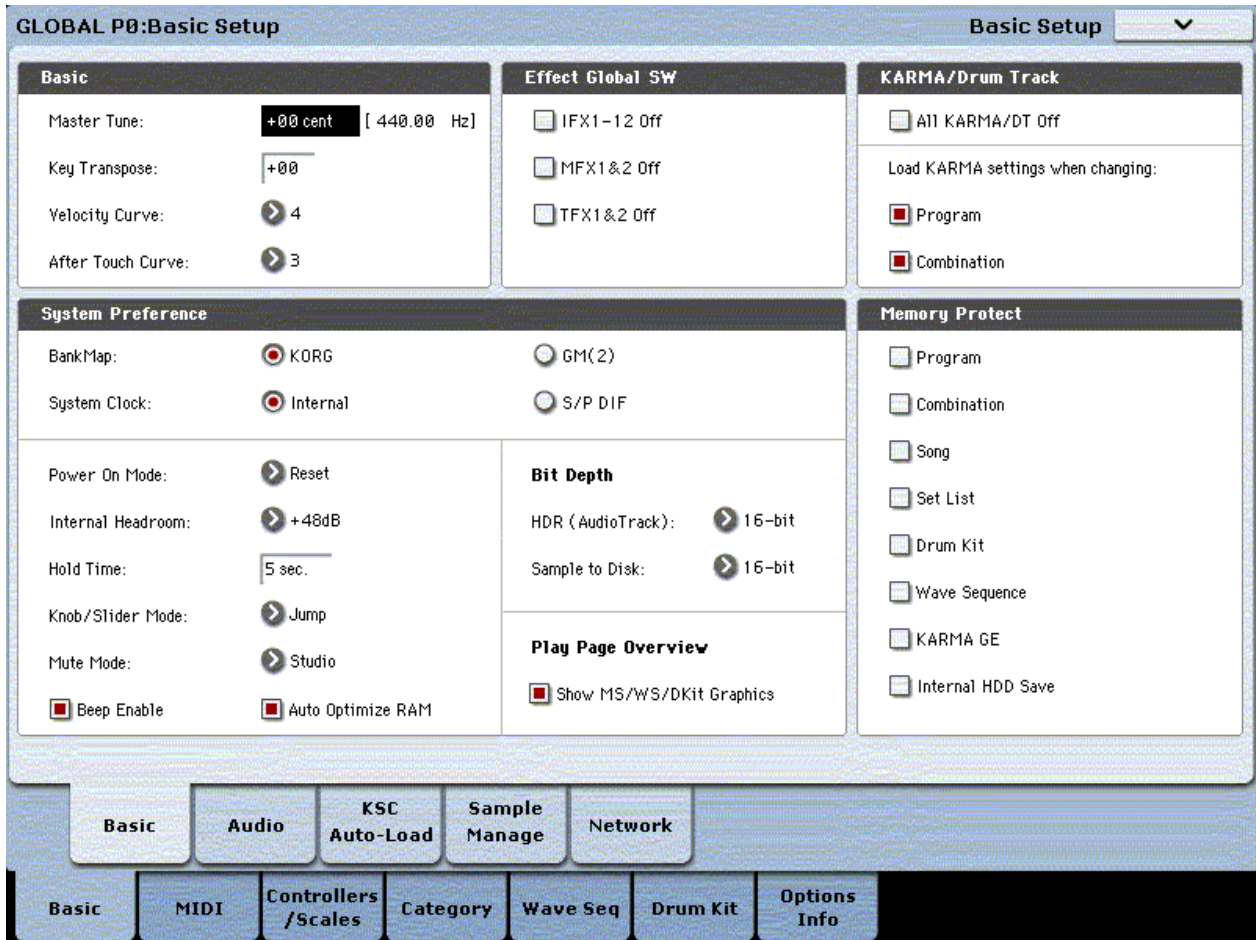 GLOBAL P0:Basic Setup
Basic Setup
Basic
Master Tune:
+00 cent [ 440.00 Hz]
Key Transpose:
+00
Velocity Curve:
4
After Touch Curve:
3
Effect Global SW
IFX1-12 Off
MFX1&2 Off
TFX1&2 Off
KARMA/Drum Track
All KARMA/DT Off
Load KARMA settings when changing:
Program
Combination
System Preference
BankMap:
KORG
GM(2)
System Clock:
Internal
S/P DIF
Power On Mode:
Reset
Internal Headroom:
+48dB
Hold Time:
5 sec.
Knob/Slider Mode:
Jump
Mute Mode:
Studio
Beep Enable
Auto Optimize RAM
Bit Depth
HDR (AudioTrack):
16-bit
Sample to Disk:
16-bit
Play Page Overview
Show MS/WS/DKit Graphics
Memory Protect
Program
Combination
Song
Set List
Drum Kit
Wave Sequence
KARMA GE
Internal HDD Save
Basic
Audio
KSC
Auto-Load
Sample
Manage
Network
Basic
MIDI
Controllers
/Scales
Category
Wave Seq
Drum Kit
Options
Info